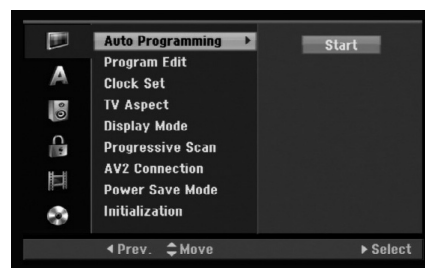 Auto Programming ▶ Start
Program Edit
A
Clock Set
TV Aspect
Display Mode
Progressive Scan
AV2 Connection
Power Save Mode
Initialization
◀ Prev. Move ▶ Select